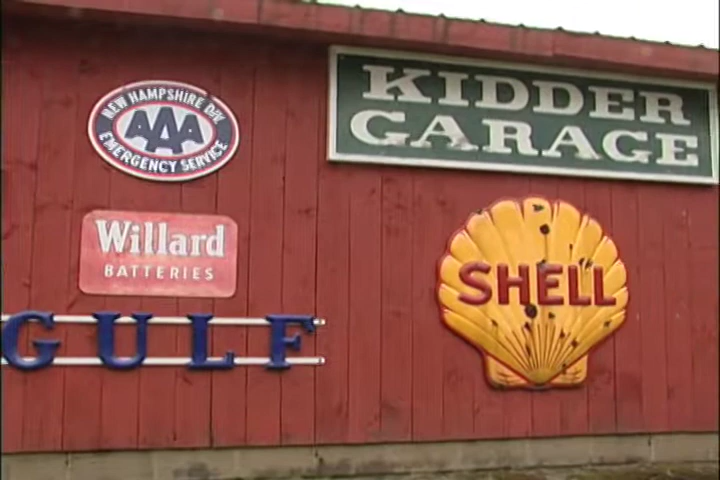 NEW HAMPSHIRE DIV.
AAA
EMERGENCY SERVICE
KIDDER
GARAGE
Willard
BATTERIES
SHELL
GULF